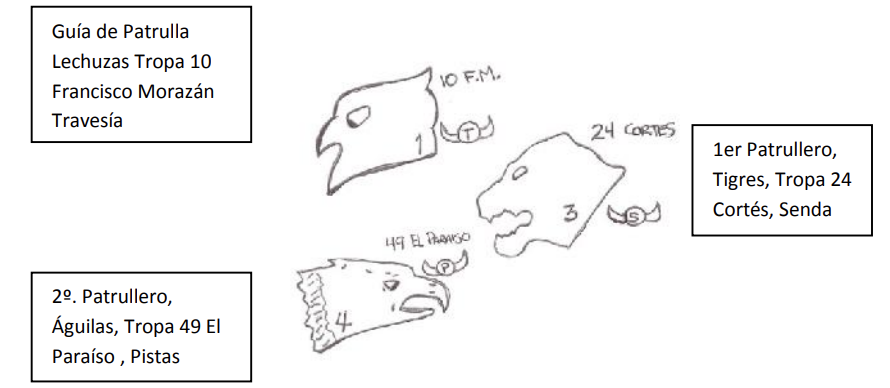 Guía de Patrulla
Lechuzas Tropa 10
Francisco Morazán
Travesía
10 F.M.
1
T
24 CORTES
3
S
1er Patrullero,
Tigres, Tropa 24
Cortés, Senda
49 EL PARAISO
P
4
2º. Patrullero,
Águilas, Tropa 49 El
Paraíso , Pistas